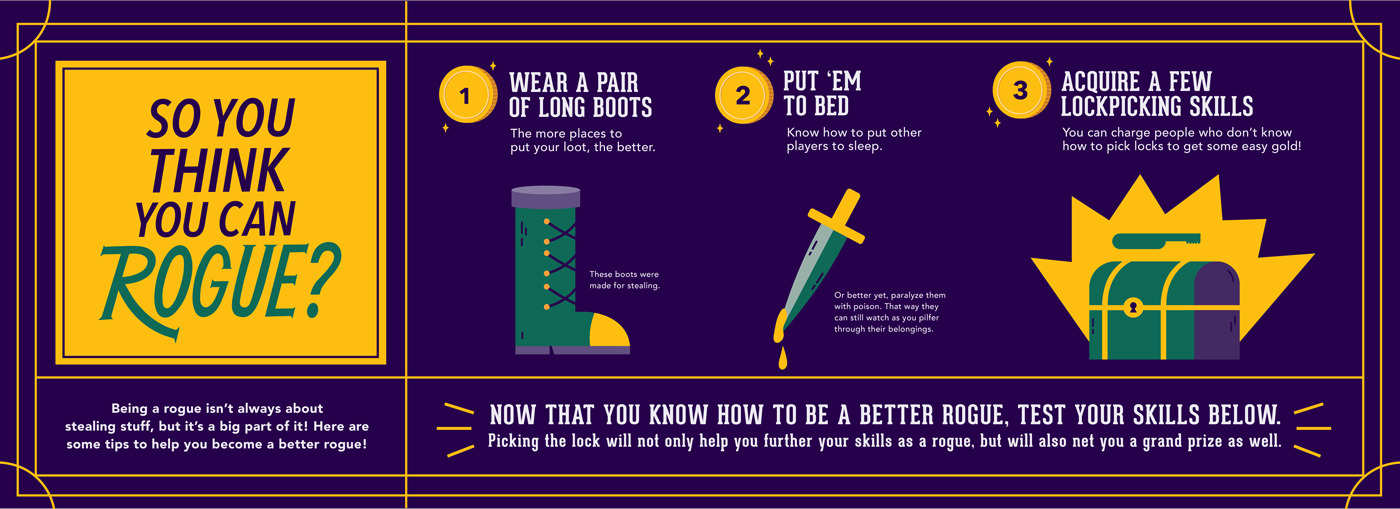 SO YOU
THINK
YOU CAN
ROGUE?
Being a rogue isn't always about
stealing stuff, but it's a big part of it! Here are
some tips to help you become a better rogue!
1
WEAR A PAIR
OF LONG BOOTS
The more places to
put your loot, the better.
These boots were
made for stealing.
2
PUT ‘EM
TO BED
Know how to put other
players to sleep.
Or better yet, paralyze them
with poison. That way they
can still watch as you pilfer
through their belongings.
3
ACQUIRE A FEW
LOCKPICKING SKILLS
You can charge people who don't know
how to pick locks to get some easy gold!
NOW THAT YOU KNOW HOW TO BE A BETTER ROGUE, TEST YOUR SKILLS BELOW.
Picking the lock will not only help you further your skills as a rogue, but will also net you a grand prize as well.